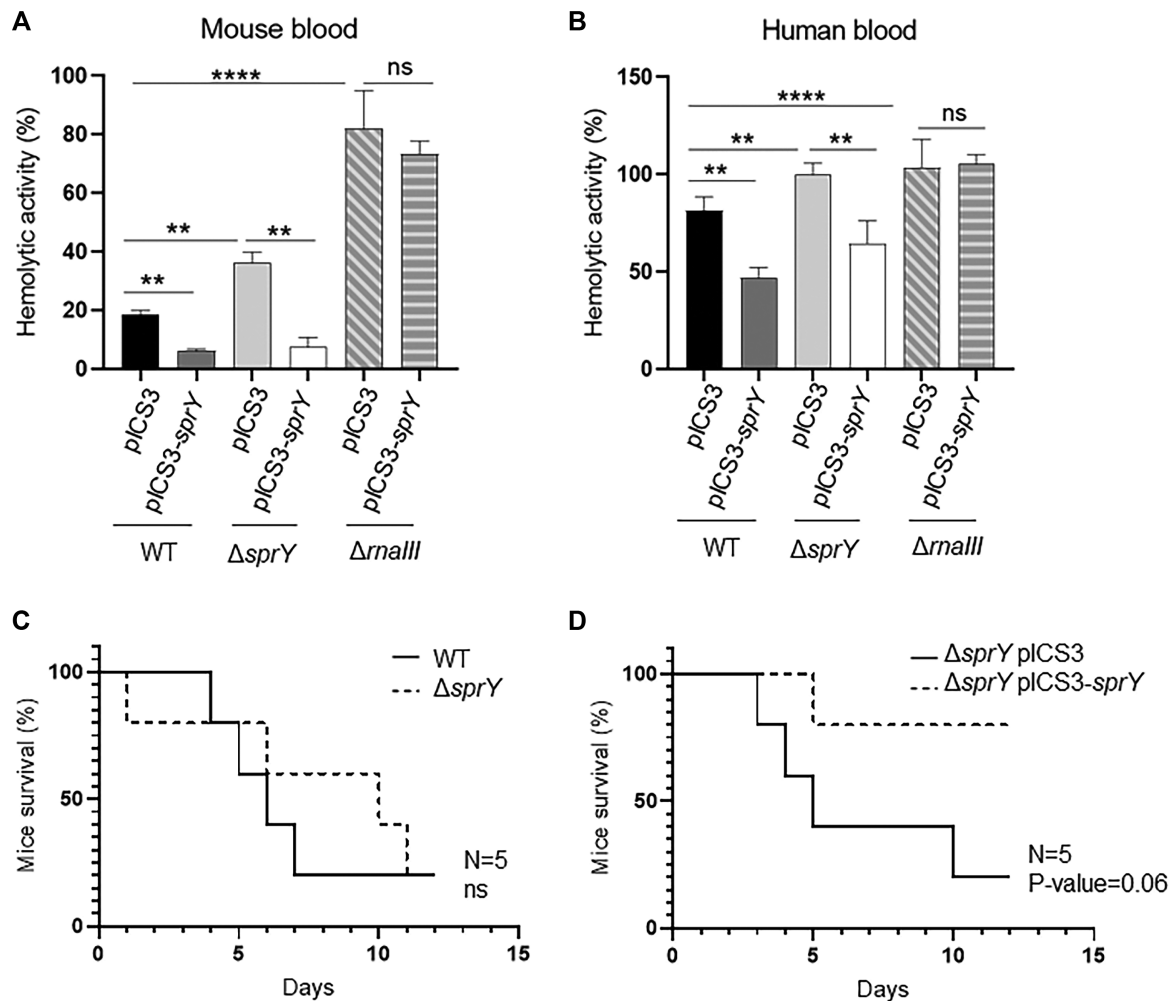 A
Mouse blood
Hemolytic activity (%)
100
80
60
40
20
0
****
ns
**
**
**
pICS3
pICS3-sprY
pICS3
pICS3-sprY
pICS3
pICS3-sprY
WT
ΔsprY
ΔrnaIII
B
Human blood
Hemolytic activity (%)
150
100
50
0
****
ns
**
**
**
pICS3
pICS3-sprY
pICS3
pICS3-sprY
pICS3
pICS3-sprY
WT
ΔsprY
ΔrnaIII
C
WT
ΔsprY
Mice survival (%)
100
50
0
N=5
ns
0
5
10
15
Days
D
ΔsprY pICS3
ΔsprY pICS3-sprY
Mice survival (%)
100
50
0
N=5
P-value=0.06
0
5
10
15
Days